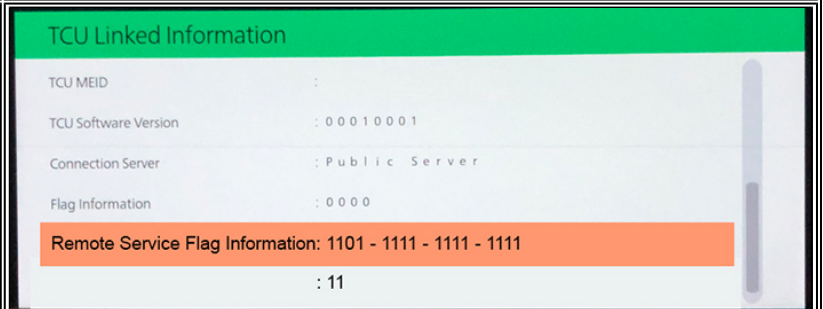 TCU Linked Information
TCU MEID :
TCU Software Version : 00010001
Connection Server : Public Server
Flag Information : 0000
Remote Service Flag Information: 1101 - 1111 - 1111 - 1111
: 11